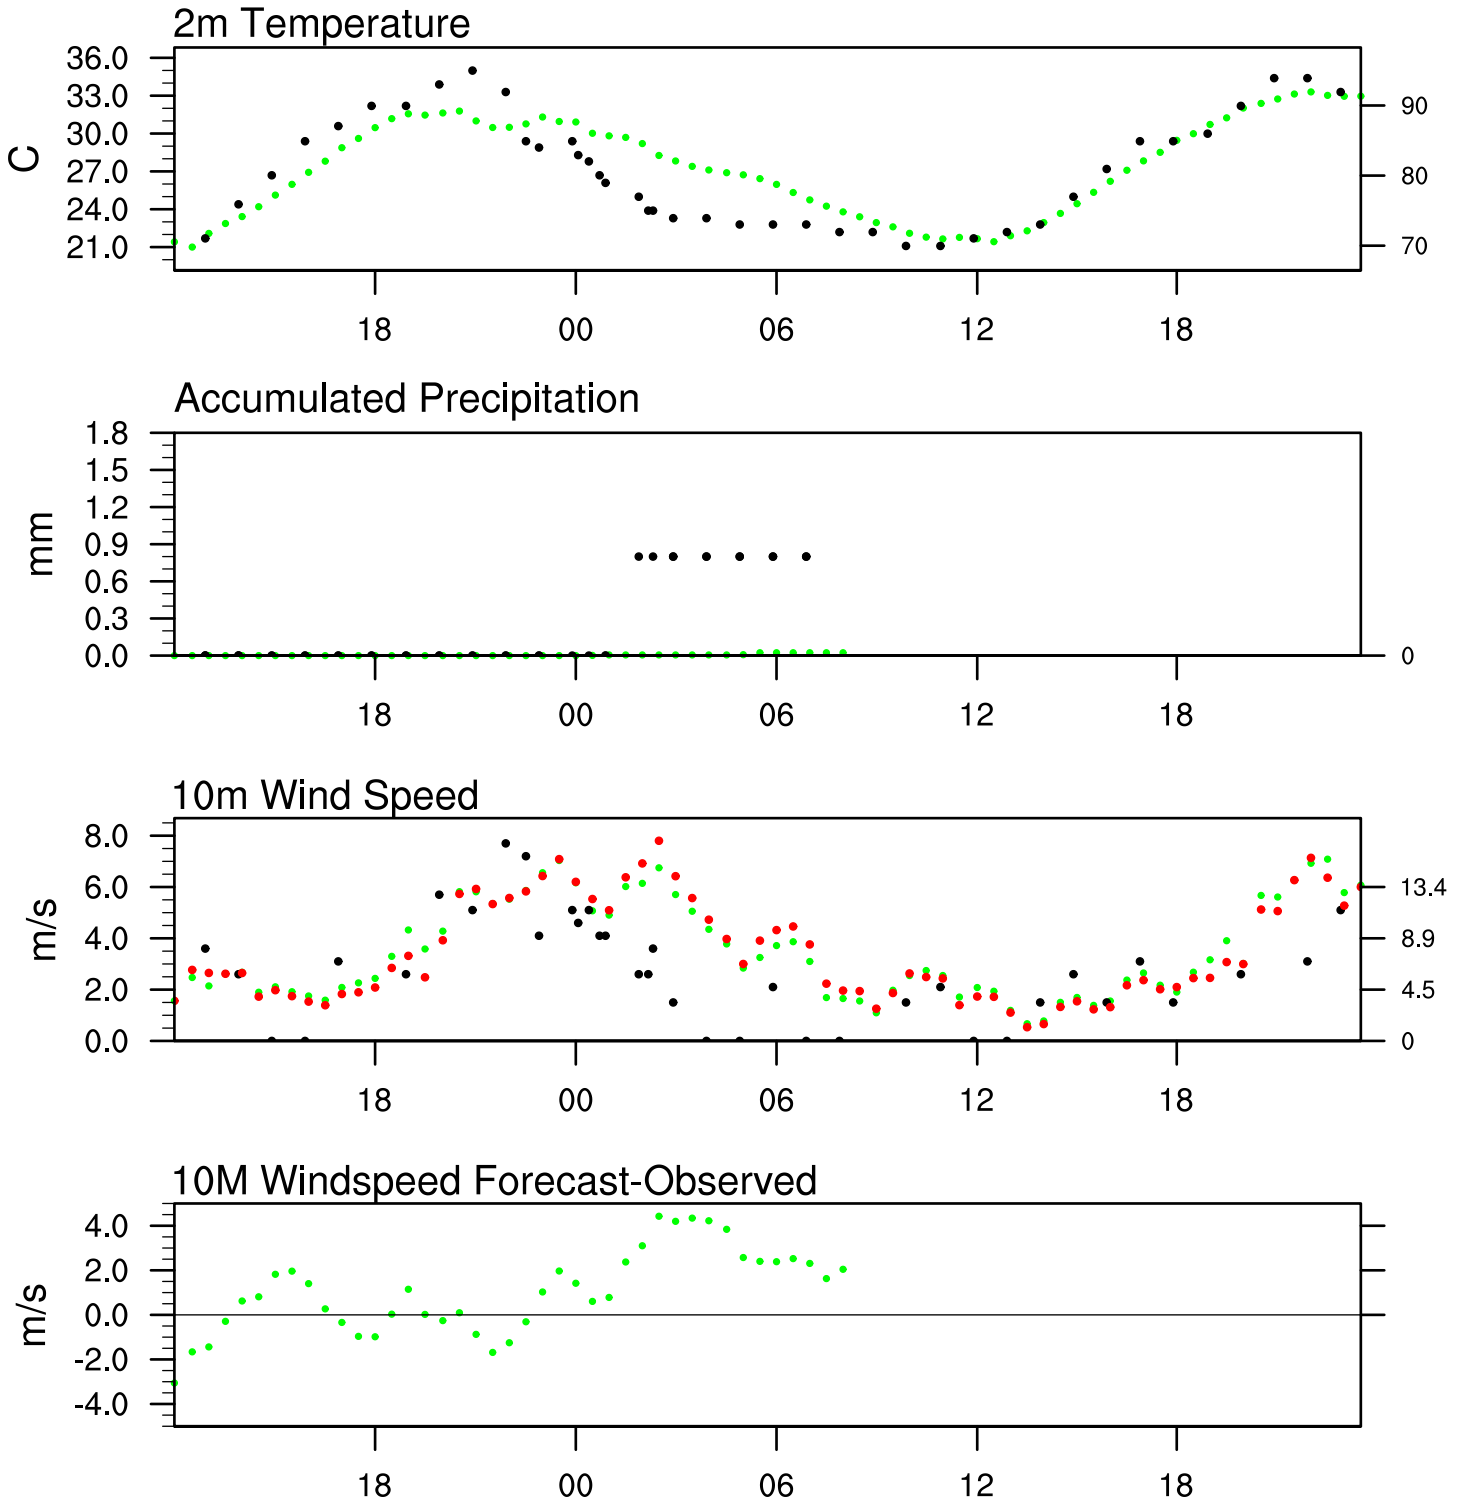 2m Temperature
36.0
33.0
30.0
27.0
24.0
21.0
C
90
80
70
18 00 06 12 18
Accumulated Precipitation
1.8
1.5
1.2
0.9
0.6
0.3
0.0
mm
0
18 00 06 12 18
10m Wind Speed
8.0
6.0
4.0
2.0
0.0
m/s
13.4
8.9
4.5
0
18 00 06 12 18
10M Windspeed Forecast-Observed
4.0
2.0
0.0
-2.0
-4.0
m/s
18 00 06 12 18